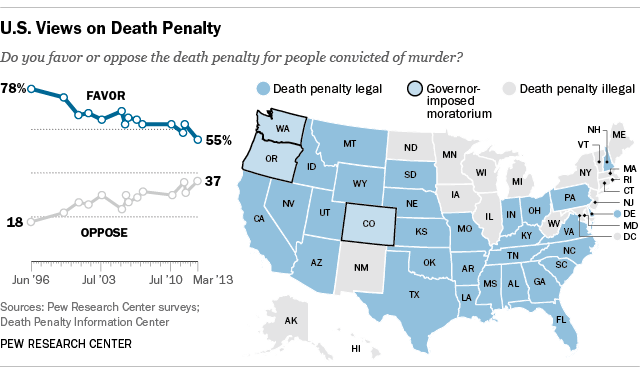 U.S. Views on Death Penalty
Do you favor or oppose the death penalty for people convicted of murder?
78%
FAVOR
55%
37
18
OPPOSE
Jun '96
Jul '03
Jul '10
Mar '13
Death penalty legal
Governor-
imposed
moratorium
Death penalty illegal
WA
OR
CA
NV
ID
MT
WY
UT
AZ
CO
NM
ND
SD
NE
KS
OK
TX
MN
IA
MO
AR
LA
WI
IL
MI
IN
OH
KY
TN
MS
AL
GA
FL
SC
NC
VA
WV
PA
NY
VT
NH
ME
MA
RI
CT
NJ
DE
MD
DC
AK
HI
Sources: Pew Research Center surveys;
Death Penalty Information Center
PEW RESEARCH CENTER